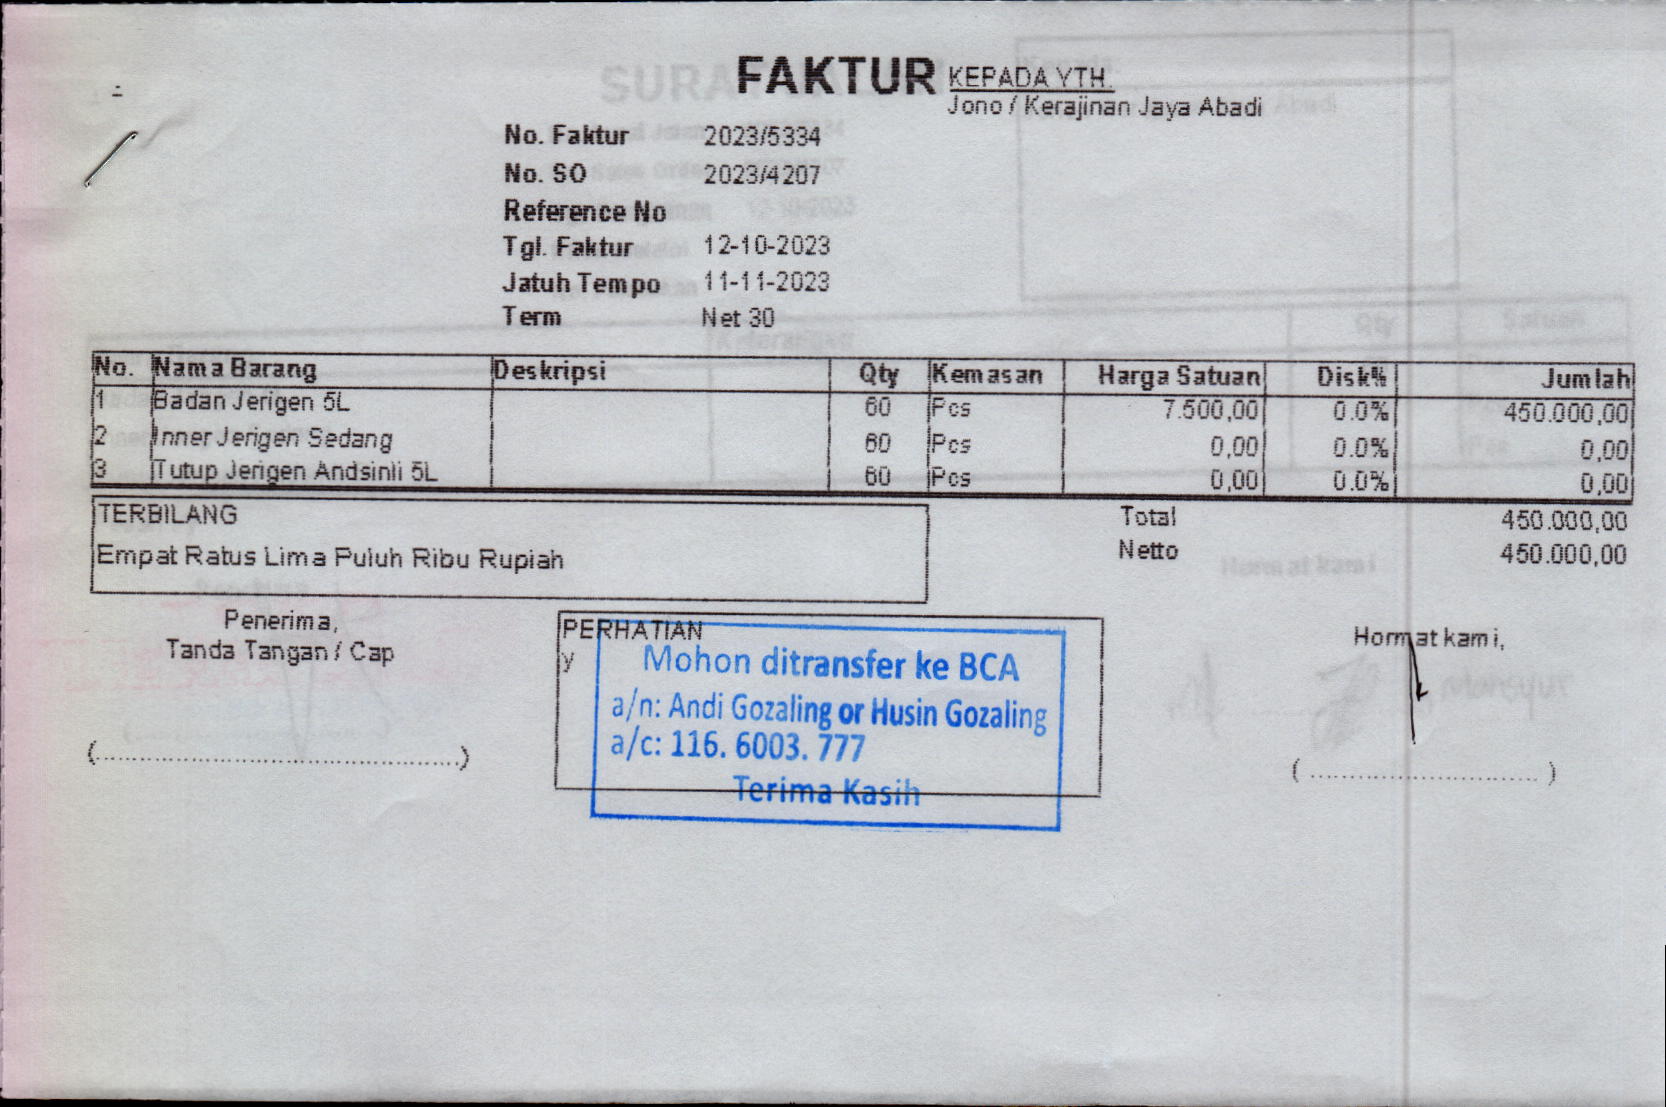 FAKTUR
KEPADA YTH.
Jono / Kerajinan Jaya Abadi
No. Faktur 2023/5334
No. SO 2023/4207
Reference No
Tgl. Faktur 12-10-2023
Jatuh Tempo 11-11-2023
Term Net 30
No. Nama Barang Deskripsi Qty Kemasan Harga Satuan Disk% Jumlah
1 Badan Jerigen 5L 60 Pcs 7.500,00 0.0% 450.000,00
2 Inner Jerigen Sedang 60 Pcs 0,00 0.0% 0,00
3 Tutup Jerigen Andsinli 5L 60 Pcs 0,00 0.0% 0,00
TERBILANG
Empat Ratus Lima Puluh Ribu Rupiah
Total 450.000,00
Netto 450.000,00
Penerima,
Tanda Tangan / Cap
PERHATIAN
y
Mohon ditransfer ke BCA
a/n: Andi Gozaling or Husin Gozaling
a/c: 116. 6003. 777
Terima Kasih
Hormat kami,